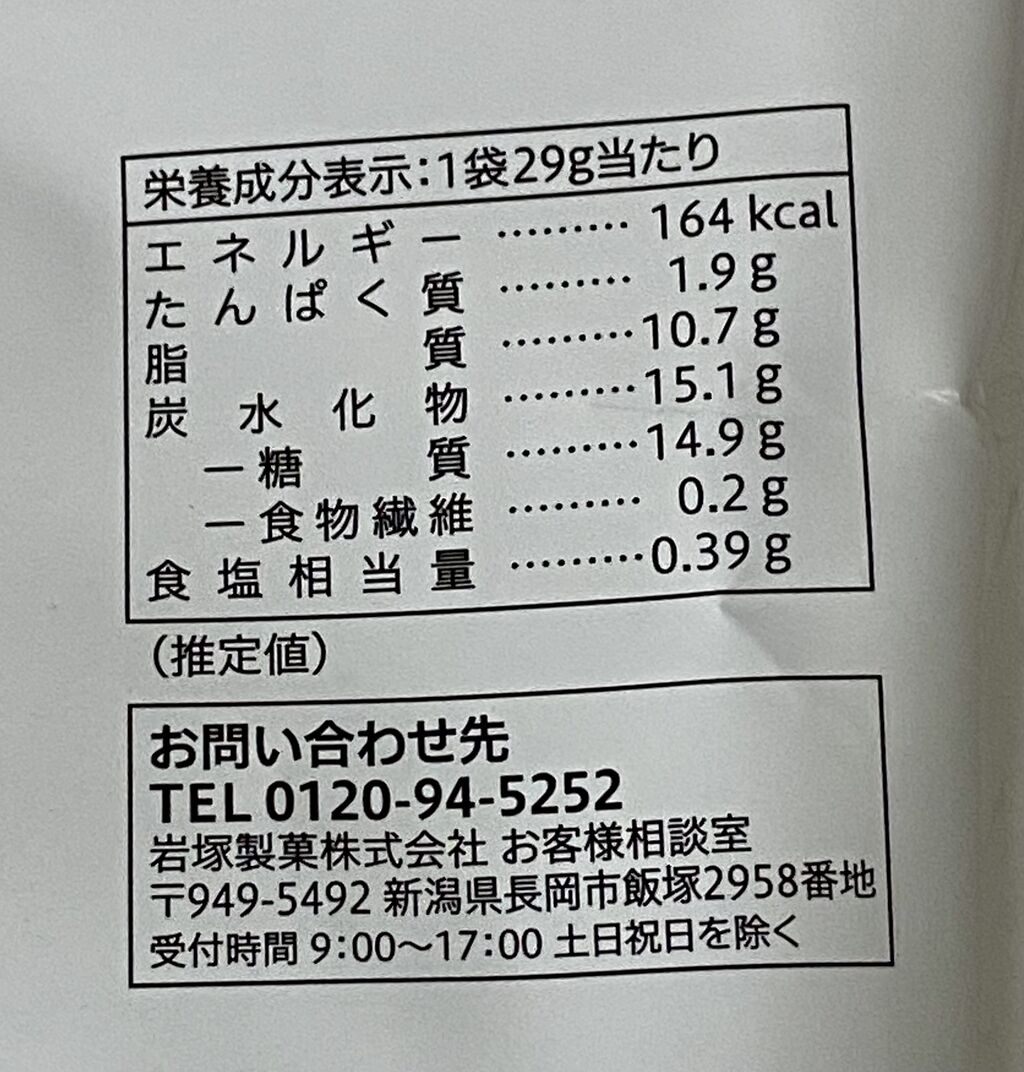 栄養成分表示:1袋29g当たり
エネルギー ……… 164 kcal
たんぱく質 ……… 1.9 g
脂質 ……… 10.7 g
炭水化物 ……… 15.1 g
ー糖質 ……… 14.9 g
ー食物繊維 ……… 0.2 g
食塩相当量 ……… 0.39 g
(推定値)
お問い合わせ先
TEL 0120-94-5252
岩塚製菓株式会社 お客様相談室
〒949-5492 新潟県長岡市飯塚2958番地
受付時間 9:00〜17:00 土日祝日を除く